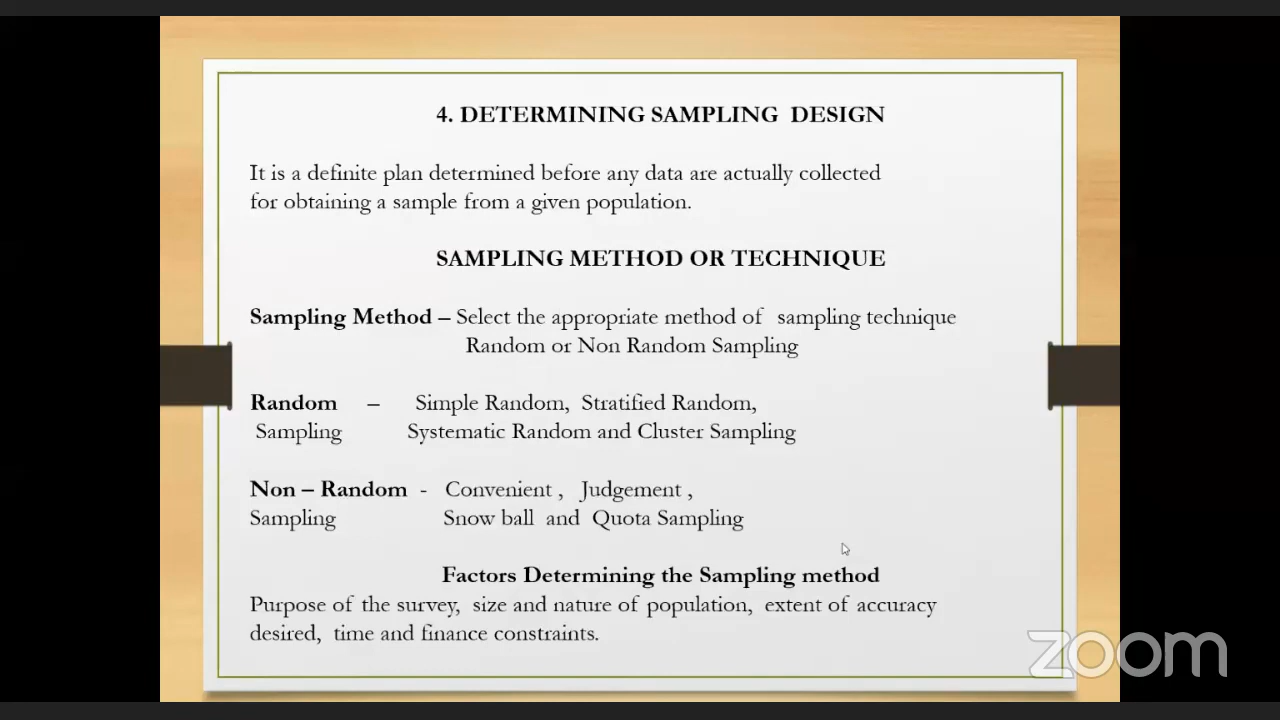 4. DETERMINING SAMPLING DESIGN
It is a definite plan determined before any data are actually collected
for obtaining a sample from a given population.
SAMPLING METHOD OR TECHNIQUE
Sampling Method – Select the appropriate method of sampling technique
Random or Non Random Sampling
Random – Simple Random, Stratified Random,
Sampling Systematic Random and Cluster Sampling
Non – Random - Convenient , Judgement ,
Sampling Snow ball and Quota Sampling
Factors Determining the Sampling method
Purpose of the survey, size and nature of population, extent of accuracy
desired, time and finance constraints.
zoom